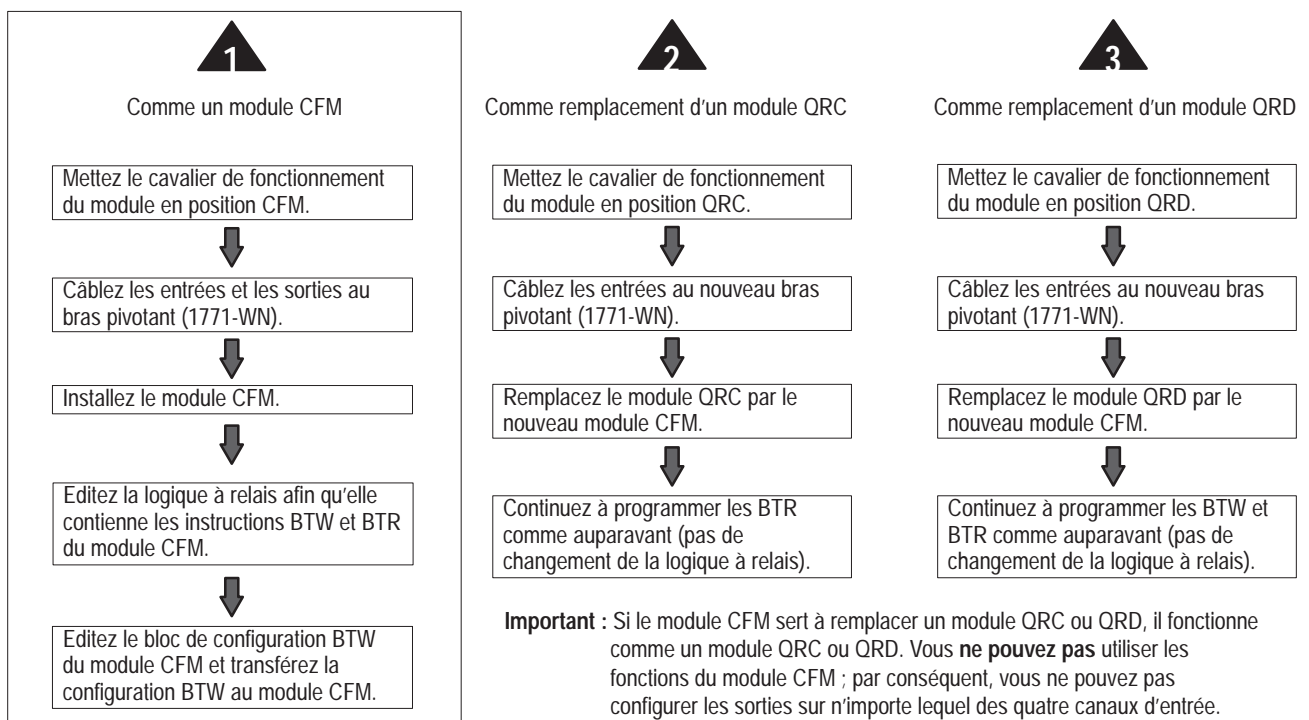 1
Comme un module CFM
Mettez le cavalier de fonctionnement
du module en position CFM.
Câblez les entrées et les sorties au
bras pivotant (1771-WN).
Installez le module CFM.
Editez la logique à relais afin qu'elle
contienne les instructions BTW et BTR
du module CFM.
Editez le bloc de configuration BTW
du module CFM et transférez la
configuration BTW au module CFM.
2
Comme remplacement d'un module QRC
Mettez le cavalier de fonctionnement
du module en position QRC.
Câblez les entrées au nouveau bras
pivotant (1771-WN).
Remplacez le module QRC par le
nouveau module CFM.
Continuez à programmer les BTR
comme auparavant (pas de
changement de la logique à relais).
3
Comme remplacement d'un module QRD
Mettez le cavalier de fonctionnement
du module en position QRD.
Câblez les entrées au nouveau bras
pivotant (1771-WN).
Remplacez le module QRD par le
nouveau module CFM.
Continuez à programmer les BTW et
BTR comme auparavant (pas de
changement de la logique à relais).
Important : Si le module CFM sert à remplacer un module QRC ou QRD, il fonctionne
comme un module QRC ou QRD. Vous ne pouvez pas utiliser les
fonctions du module CFM ; par conséquent, vous ne pouvez pas
configurer les sorties sur n'importe lequel des quatre canaux d'entrée.